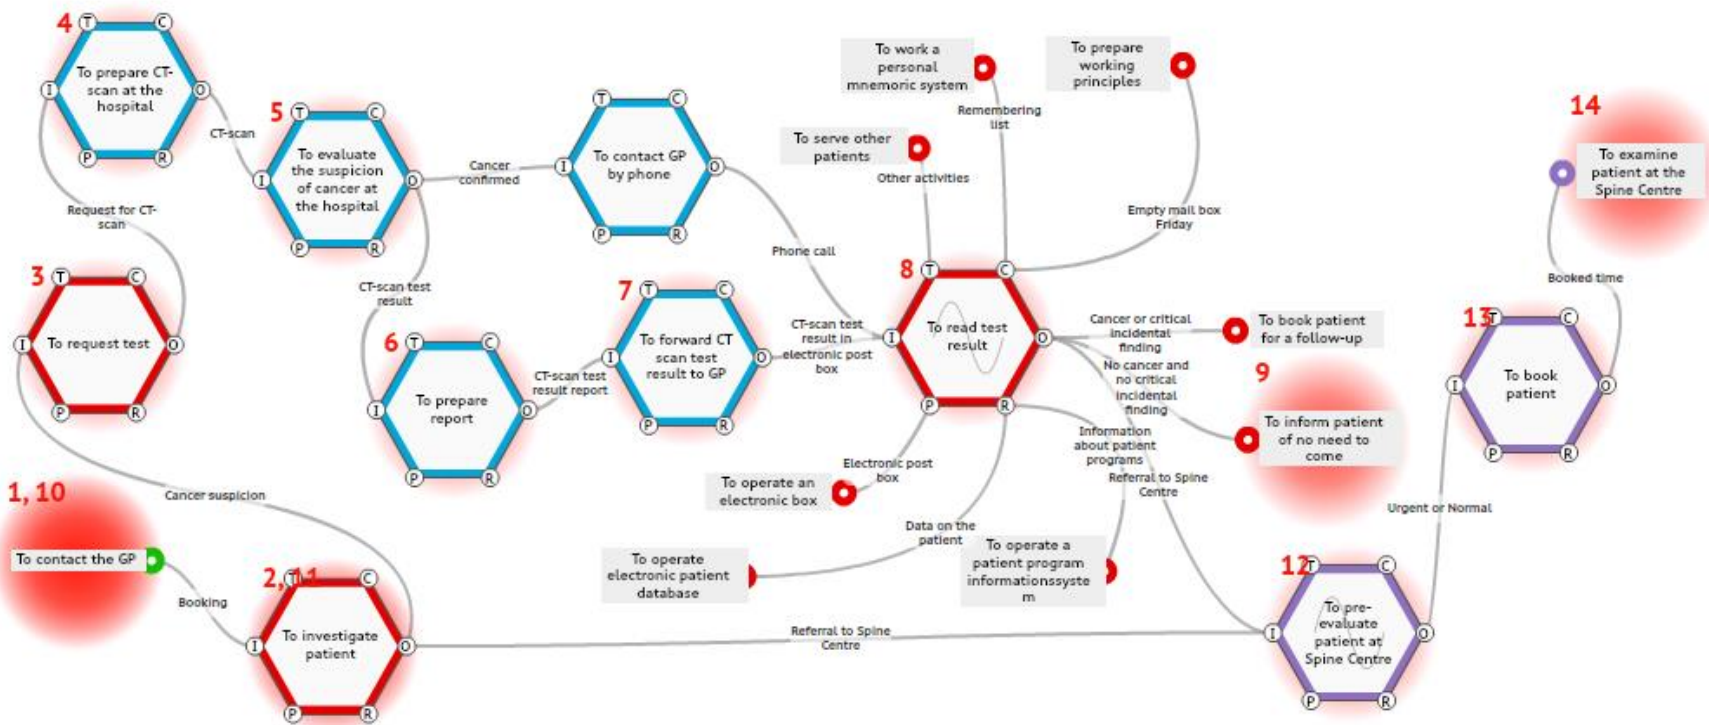 4
T
C
I
O
P
R
To prepare CT-
scan at the
hospital
CT-scan
5
T
C
I
O
P
R
To evaluate
the suspicion
of cancer at
the hospital
Cancer
confirmed
T
C
I
O
P
R
To contact GP
by phone
Phone call
To work a
personal
mnemoric system
Remembering
list
To prepare
working
principles
Empty mail box
Friday
To serve other
patients
Other activities
14
To examine
patient at the
Spine Centre
Booked time
Request for CT-
scan
3
T
C
I
O
P
R
To request test
CT-scan test
result
6
T
C
I
O
P
R
To prepare
report
CT-scan test
result report
7
T
C
I
O
P
R
To forward CT
scan test
result to GP
CT-scan test
result in
electronic post
box
8
T
C
I
O
P
R
To read test
result
Cancer or critical
incidental
finding
To book patient
for a follow-up
No cancer and
no critical
incidental
finding
9
To inform patient
of no need to
come
Information
about patient
programs
Referral to Spine
Centre
Electronic post
box
To operate an
electronic box
Data on the
patient
To operate
electronic patient
database
To operate a
patient program
informationssyste
m
13
T
C
I
O
P
R
To book
patient
Urgent or Normal
Cancer suspicion
1, 10
To contact the GP
Booking
2, 11
T
C
I
O
P
R
To investigate
patient
Referral to Spine
Centre
12
T
C
I
O
P
R
To pre-
evaluate
patient at
Spine Centre